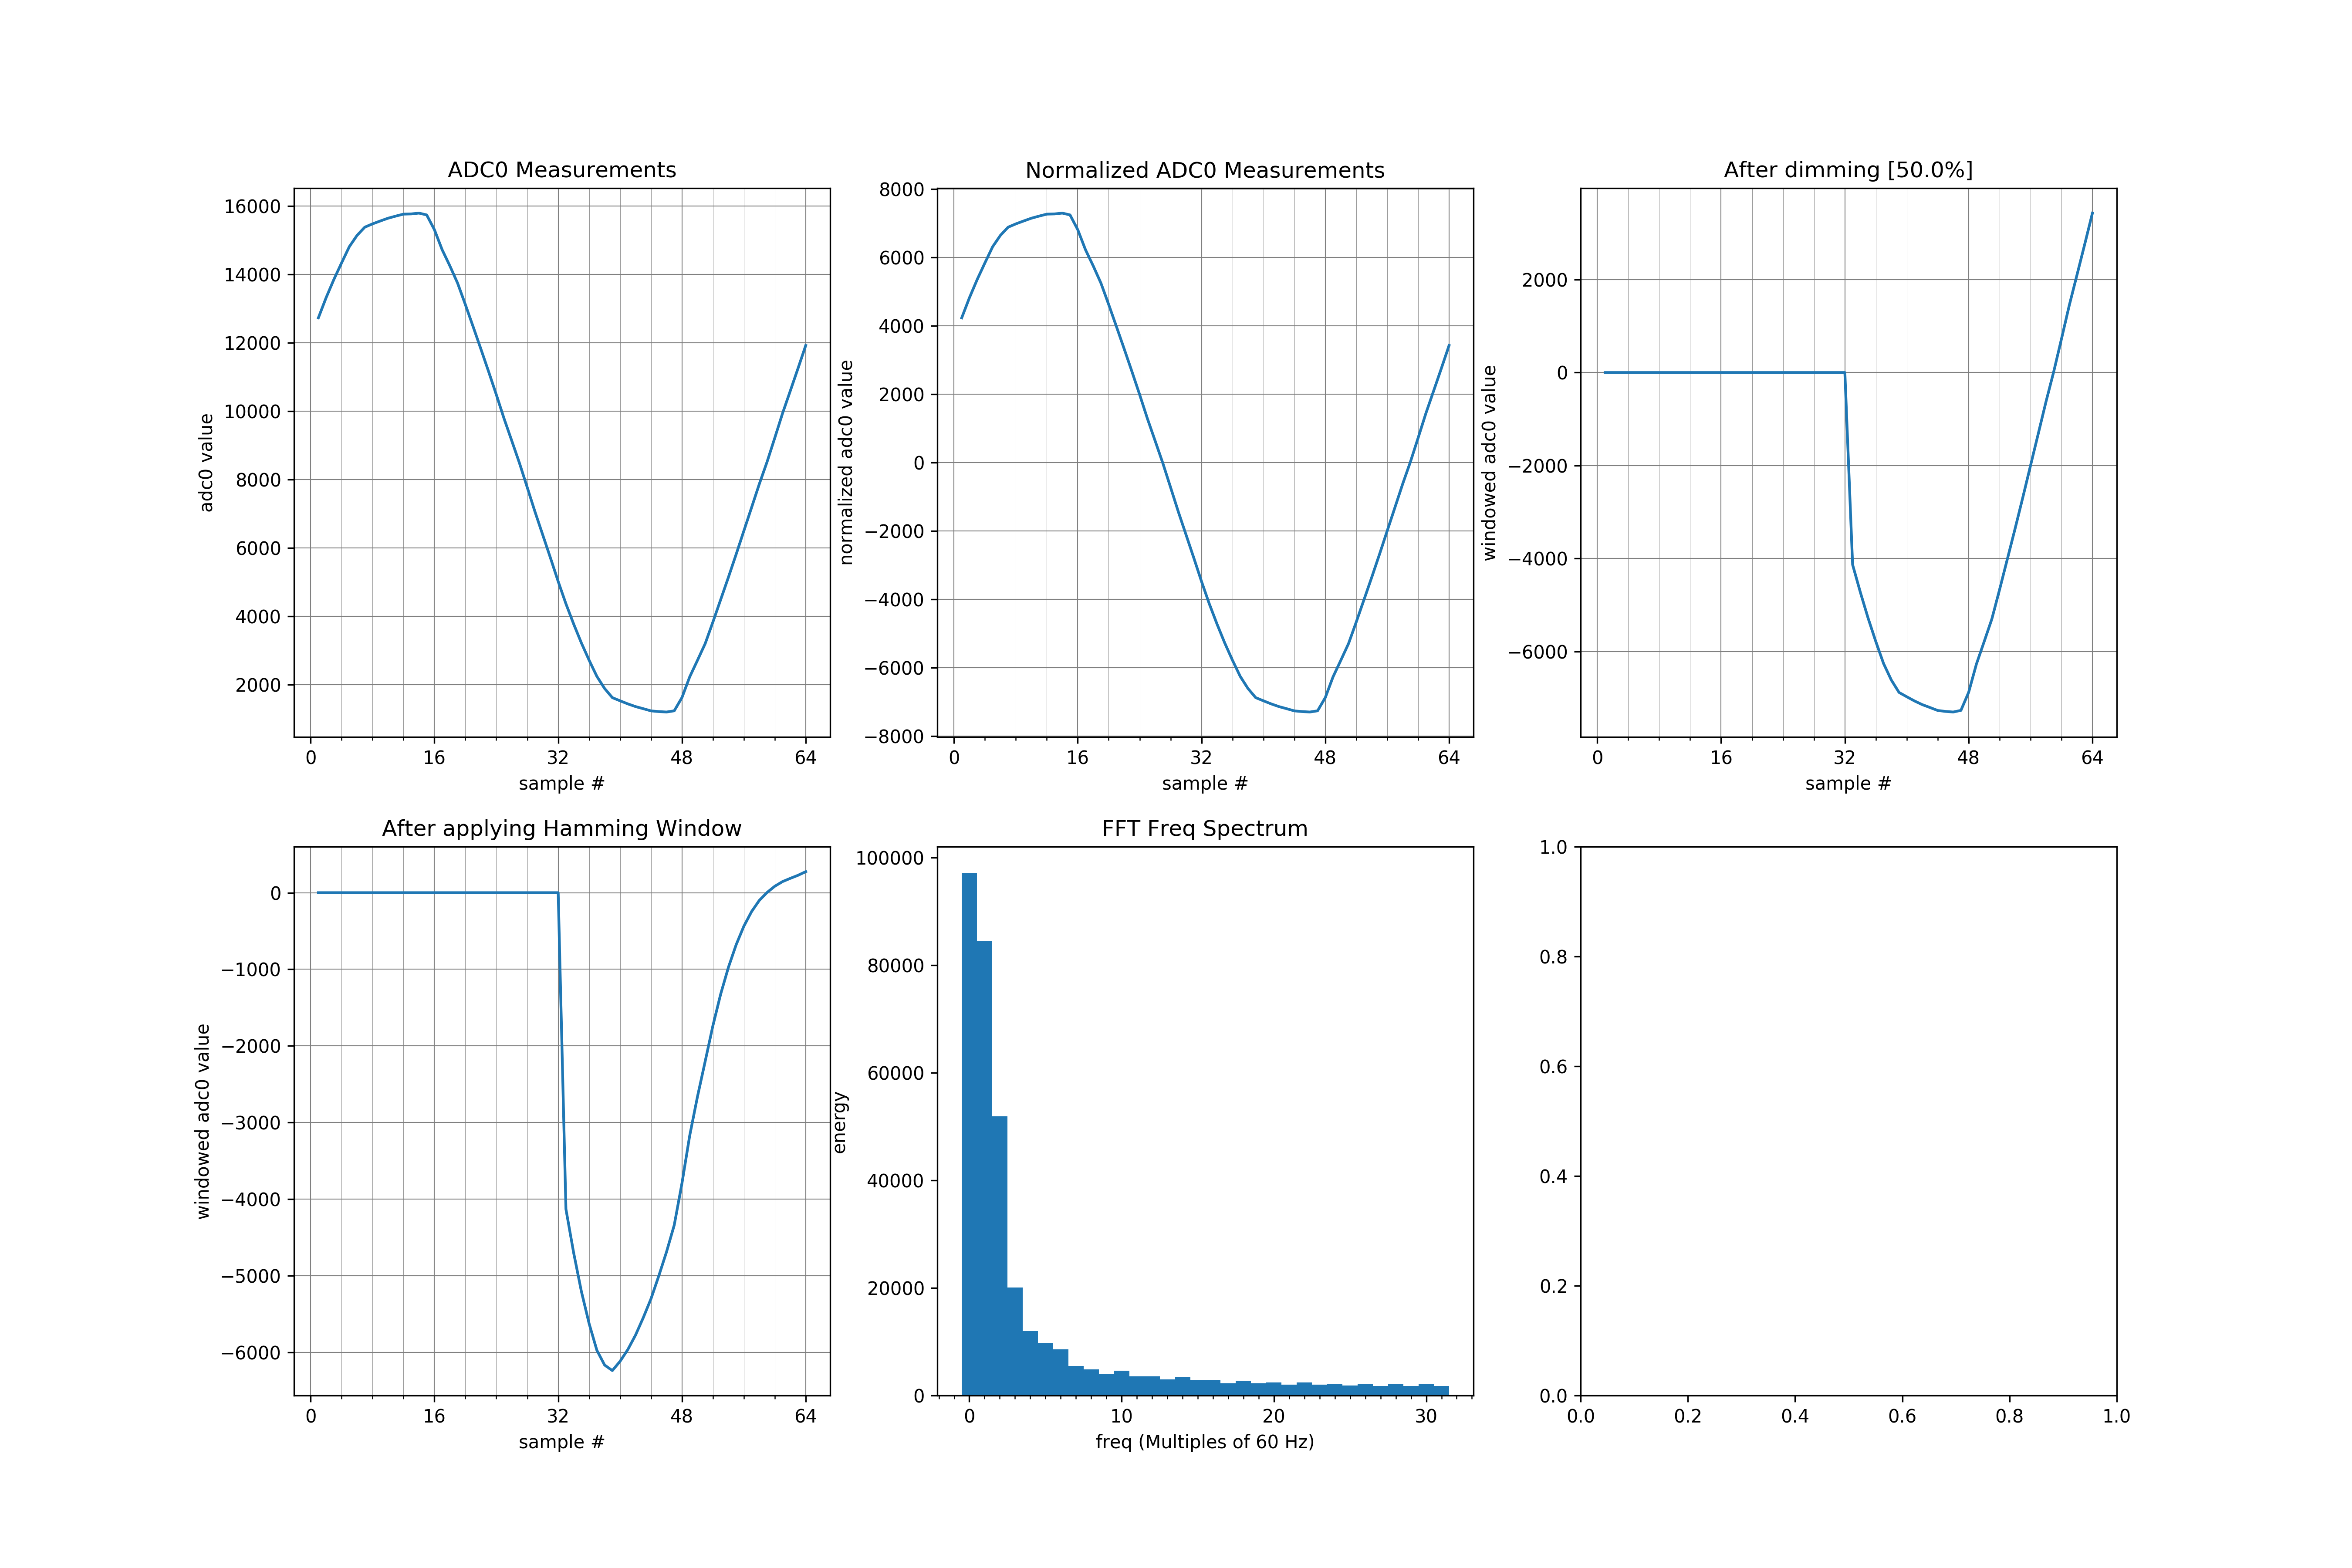 ADC0 Measurements
16000
14000
12000
10000
8000
6000
4000
2000
adc0 value
0 16 32 48 64
sample #
Normalized ADC0 Measurements
8000
6000
4000
2000
0
−2000
−4000
−6000
−8000
normalized adc0 value
0 16 32 48 64
sample #
After dimming [50.0%]
2000
0
−2000
−4000
−6000
windowed adc0 value
0 16 32 48 64
sample #
After applying Hamming Window
0
−1000
−2000
−3000
−4000
−5000
−6000
windowed adc0 value
0 16 32 48 64
sample #
FFT Freq Spectrum
100000
80000
60000
40000
20000
0
energy
0 10 20 30
freq (Multiples of 60 Hz)
1.0
0.8
0.6
0.4
0.2
0.0
0.0 0.2 0.4 0.6 0.8 1.0